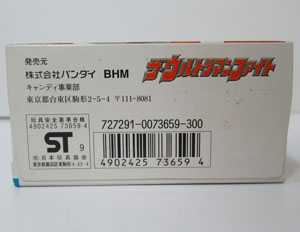 発売元
株式会社バンダイ BHM
キャンディ事業部
東京都台東区駒形2-5-4 〒111-8081
ザ・ウルトラマンファイト
727291-0073659-300
玩具安全基準合格
4902425 73659 4
ST
9
社団法人 日本玩具協会
4 902425 736594